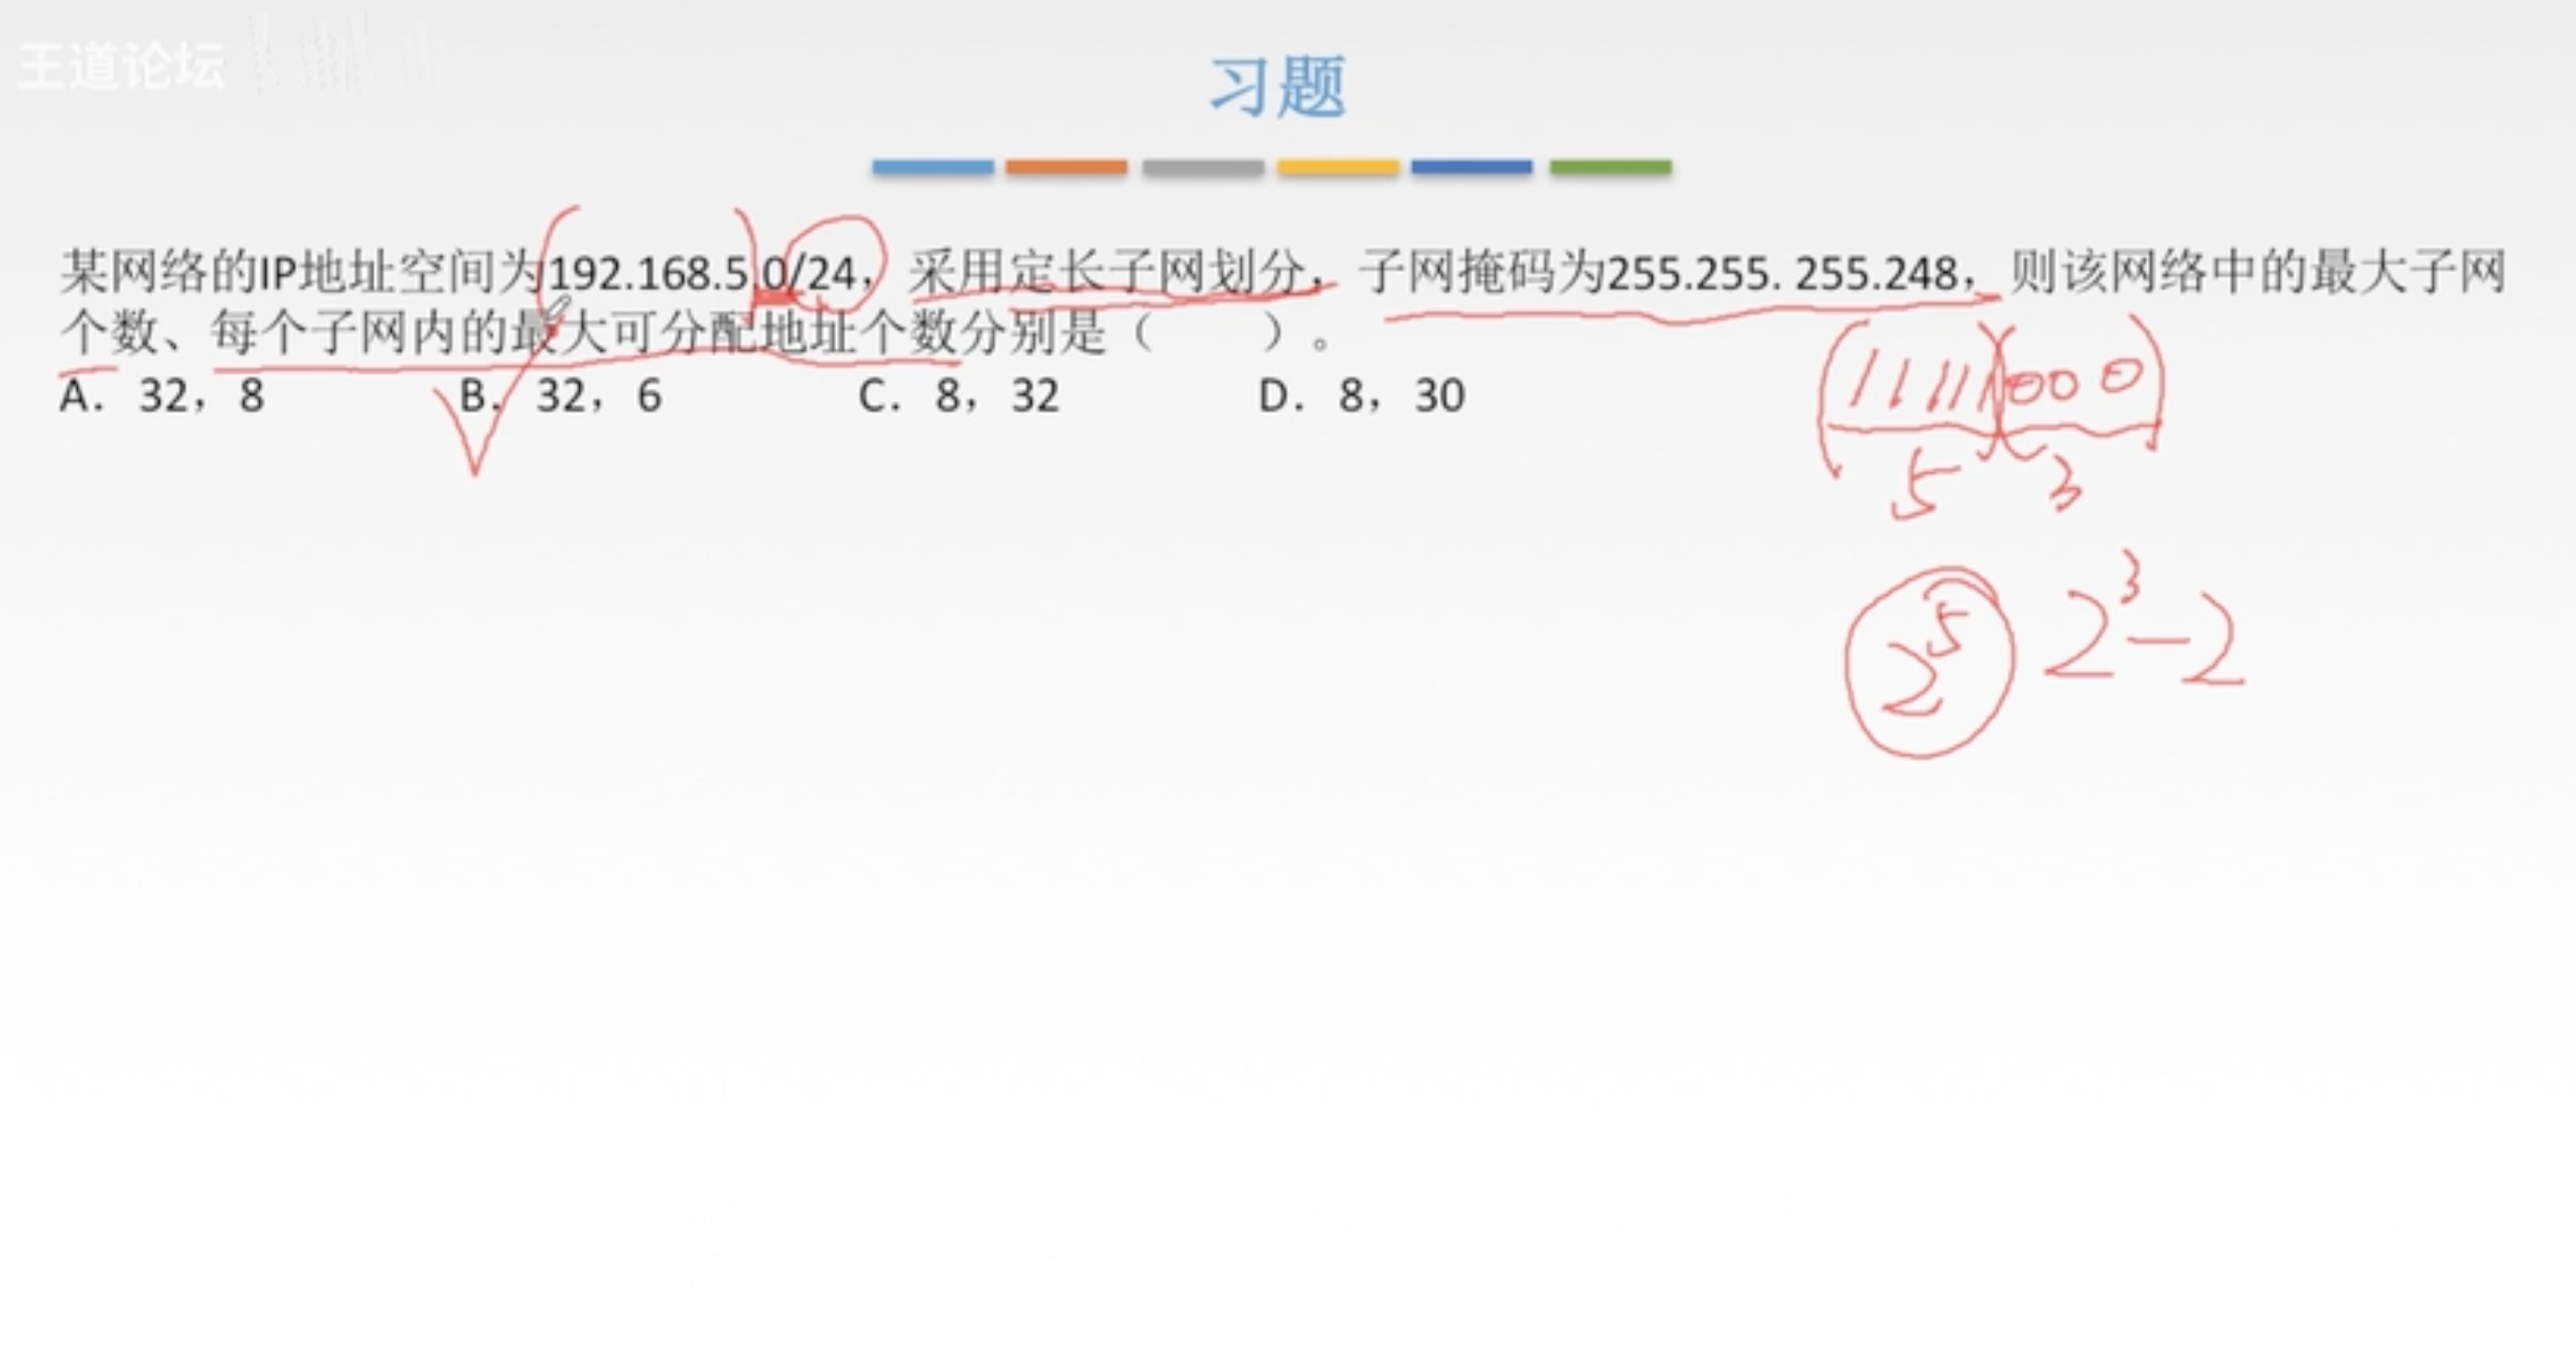 王道论坛
习题
某网络的IP地址空间为192.168.5.0/24，采用定长子网划分，子网掩码为255.255. 255.248，则该网络中的最大子网
个数、每个子网内的最大可分配地址个数分别是（ ）。
A. 32，8 B. 32，6 C. 8，32 D. 8，30
11111000
5 3
2^5 2^3-2